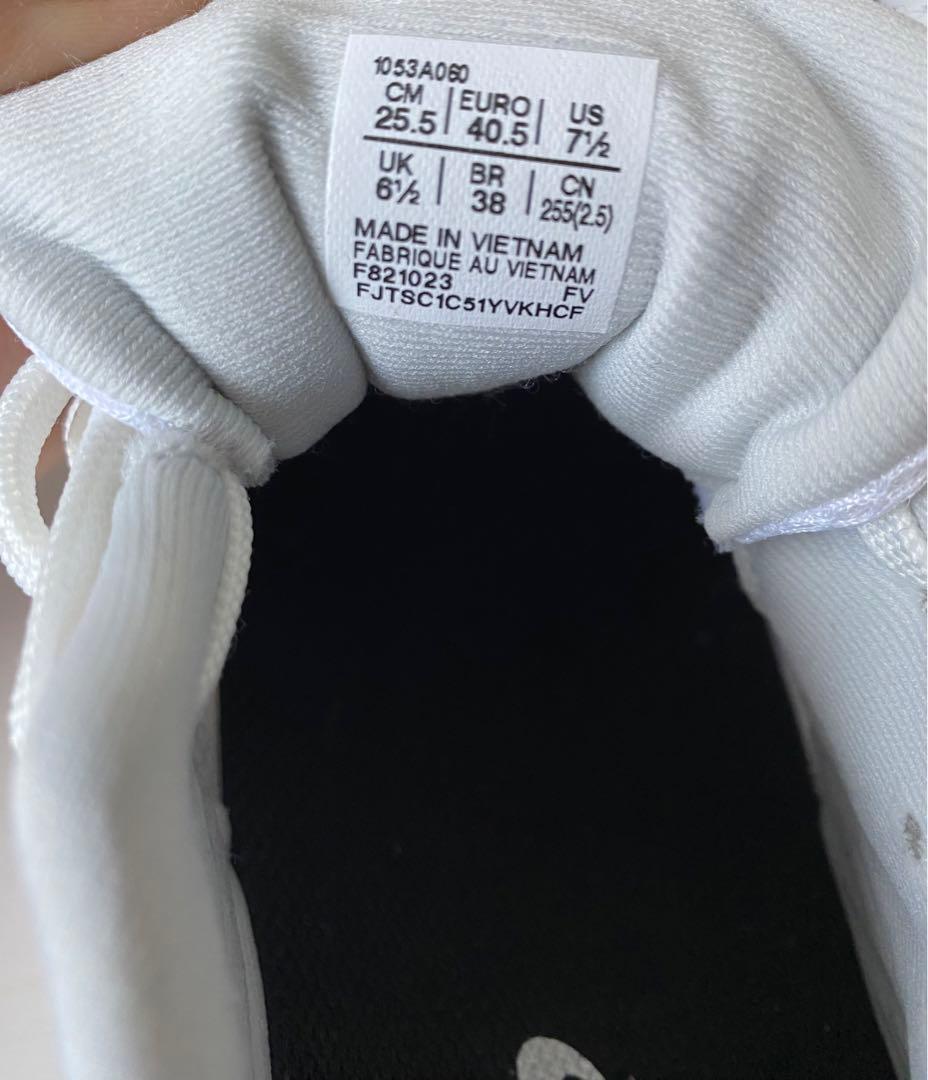 1053A060
CM | EURO | US
25.5 | 40.5 | 7½
UK | BR | CN
6½ | 38 | 255(2.5)
MADE IN VIETNAM
FABRIQUE AU VIETNAM
F821023 FV
FJTSC1C51YVKHCF